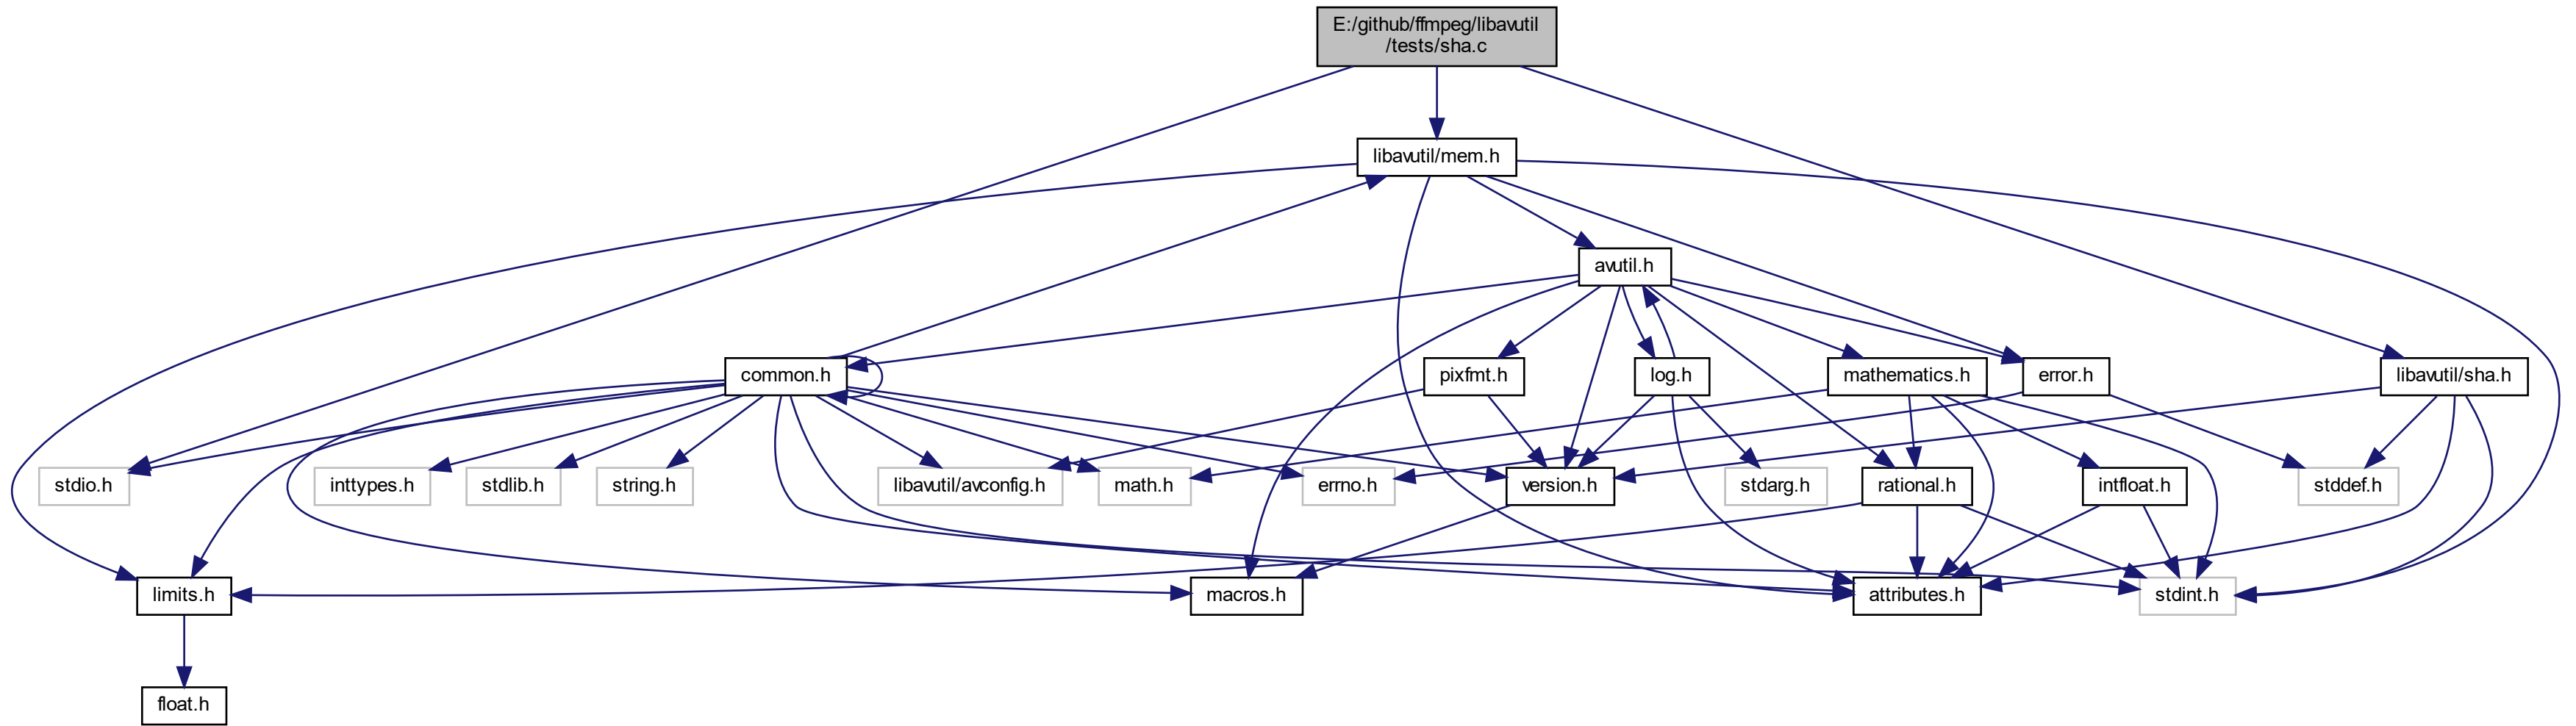 E:/github/ffmpeg/libavutil
/tests/sha.c
libavutil/mem.h
avutil.h
common.h
pixfmt.h
log.h
mathematics.h
error.h
libavutil/sha.h
stdio.h
inttypes.h
stdlib.h
string.h
libavutil/avconfig.h
math.h
errno.h
version.h
stdarg.h
rational.h
intfloat.h
stddef.h
limits.h
macros.h
attributes.h
stdint.h
float.h